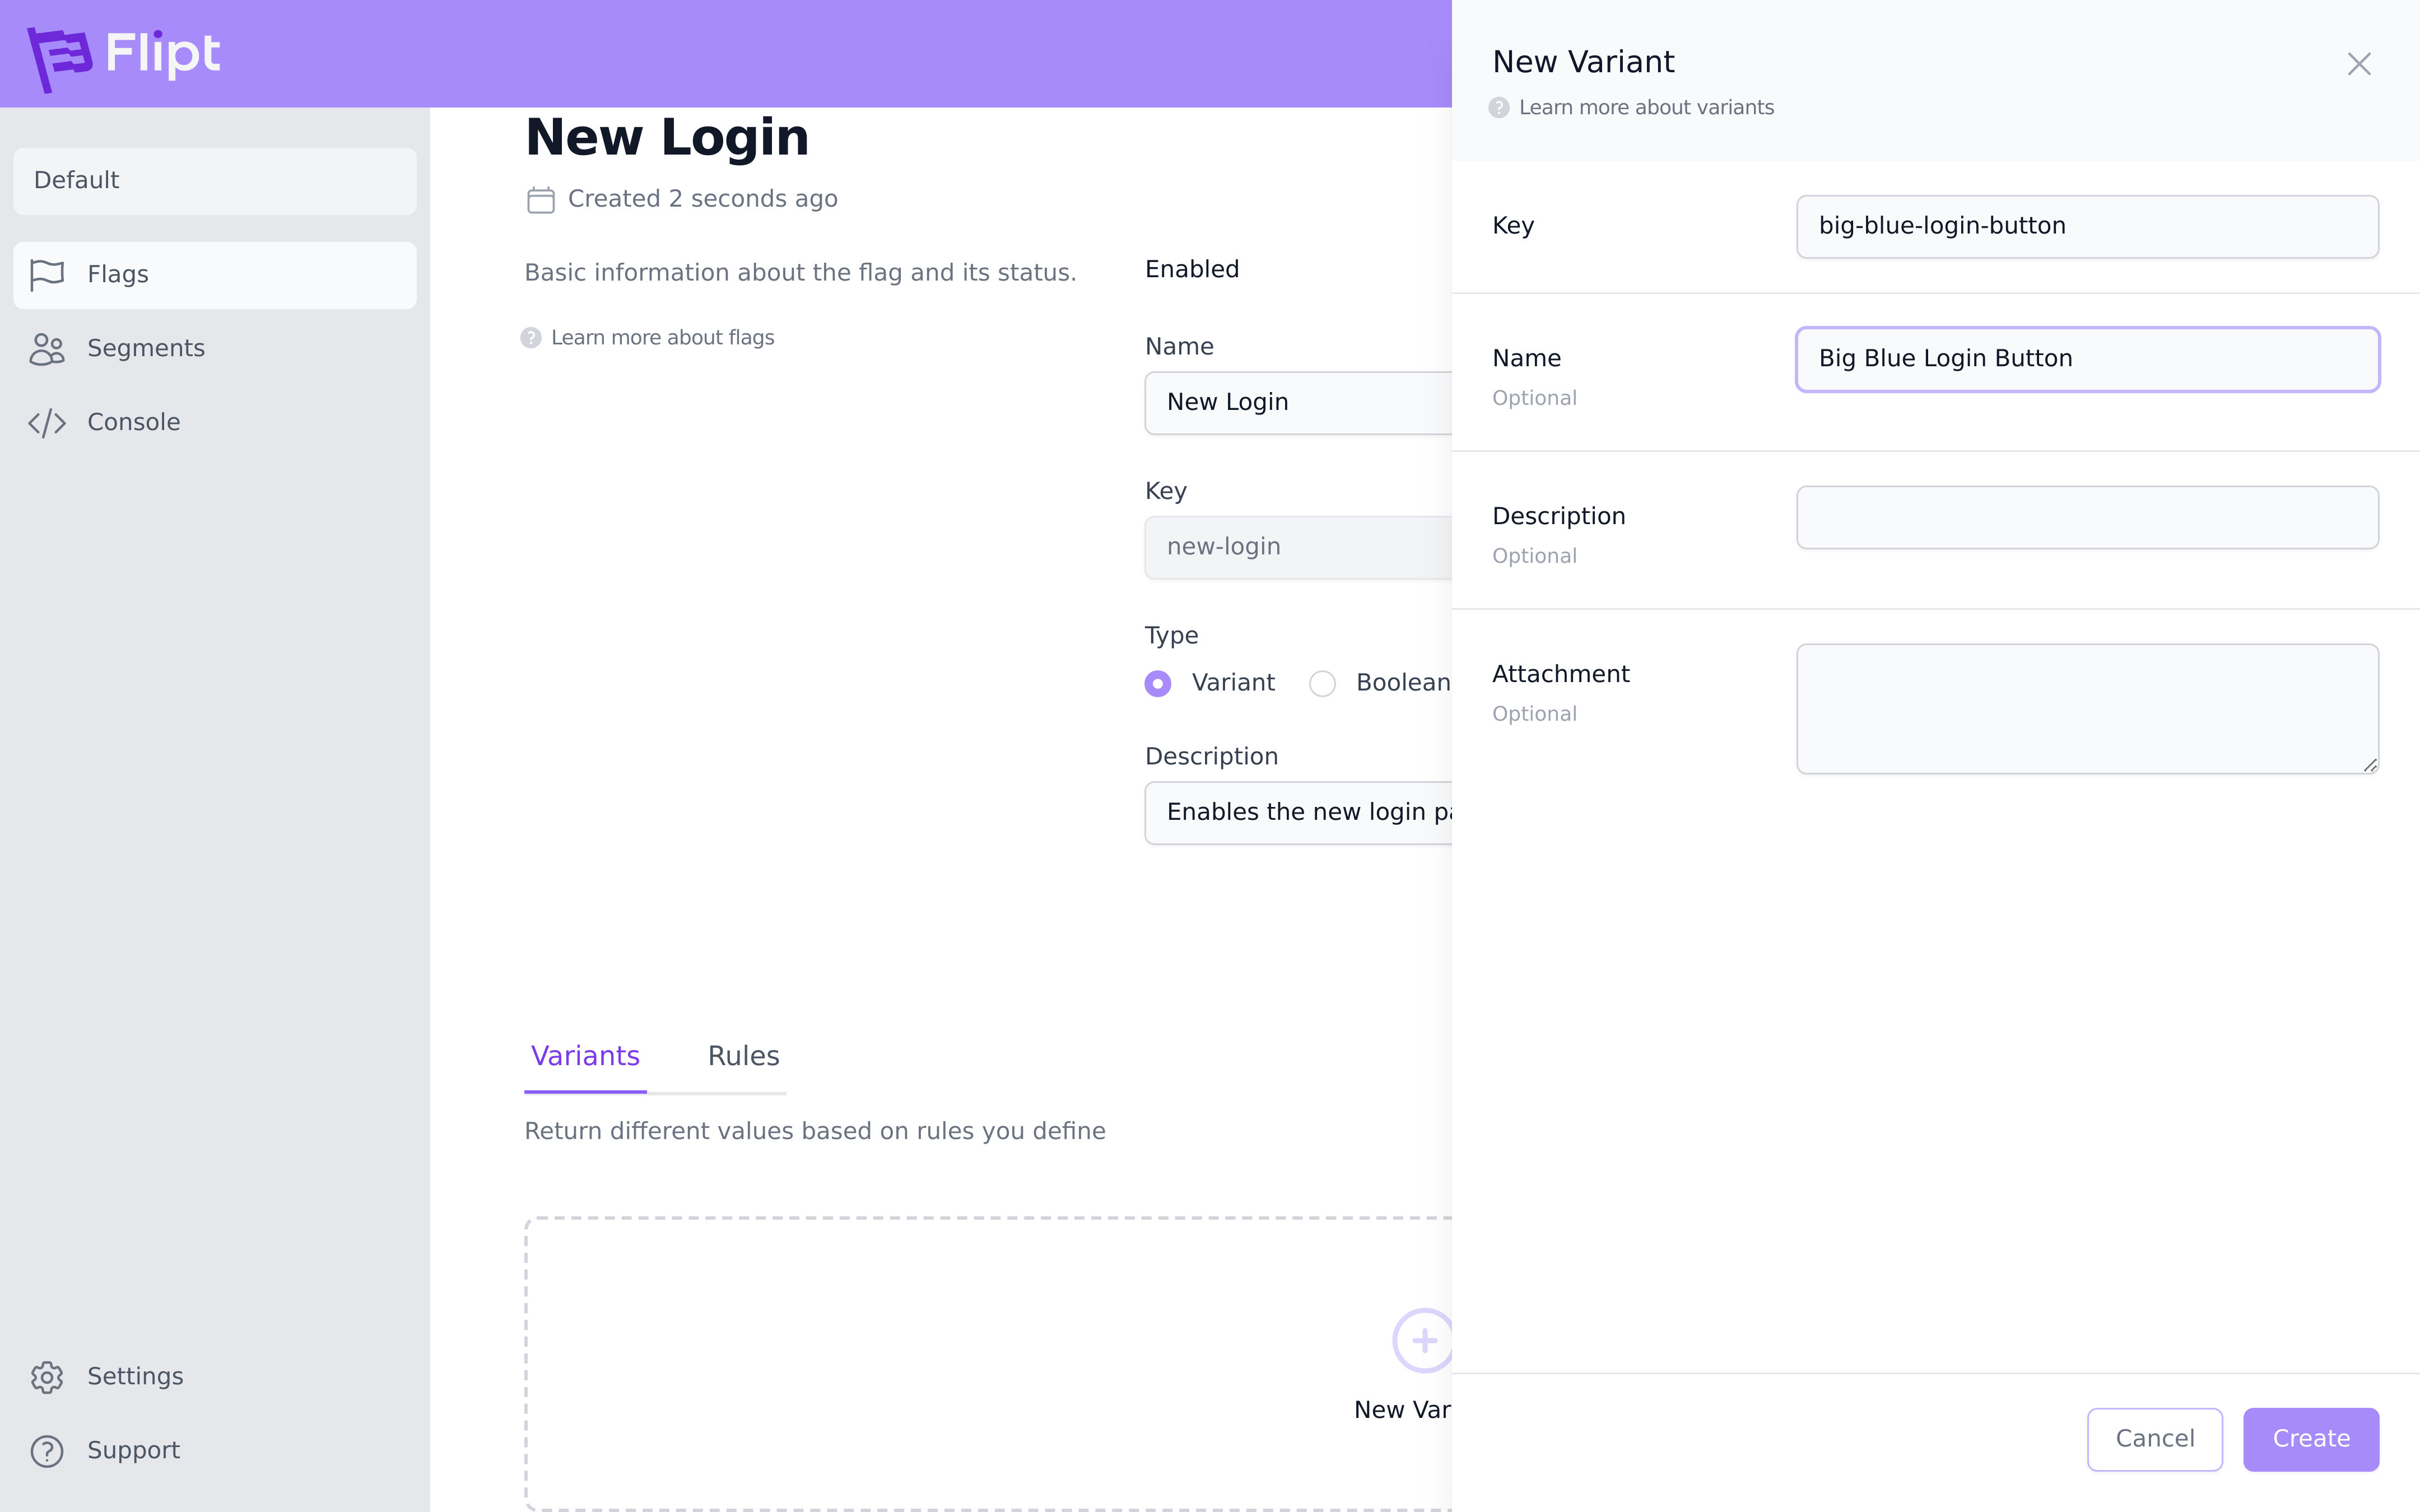 Flipt
Default
Flags
Segments
Console
Settings
Support
New Login
Created 2 seconds ago
Basic information about the flag and its status.
Learn more about flags
Enabled
Name
New Login
Key
new-login
Type
Variant
Boolean
Description
Enables the new login
Variants
Rules
Return different values based on rules you define
New
New Variant
Learn more about variants
Key
big-blue-login-button
Name
Optional
Big Blue Login Button
Description
Optional
Attachment
Optional
Cancel
Create